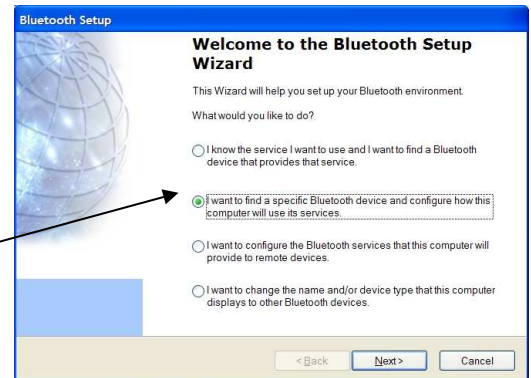 Bluetooth Setup
Welcome to the Bluetooth Setup
Wizard
This Wizard will help you set up your Bluetooth environment.
What would you like to do?
I know the service I want to use and I want to find a Bluetooth
device that provides that service.
I want to find a specific Bluetooth device and configure how this
computer will use its services.
I want to configure the Bluetooth services that this computer will
provide to remote devices.
I want to change the name and/or device type that this computer
displays to other Bluetooth devices.
< Back Next > Cancel